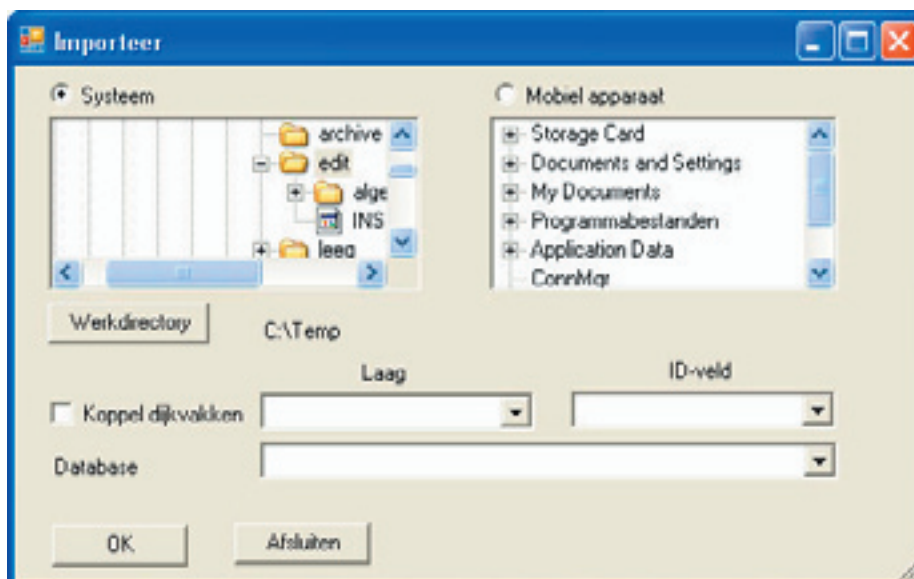 Importeer
Systeem
Mobiel apparaat
archive
edit
alge
INS
leeg
Storage Card
Documents and Settings
My Documents
Programmabestanden
Application Data
ConnMgr
Werkdirectory
C:\Temp
Laag
ID-veld
Koppel dijkvakken
Database
OK
Afsluiten